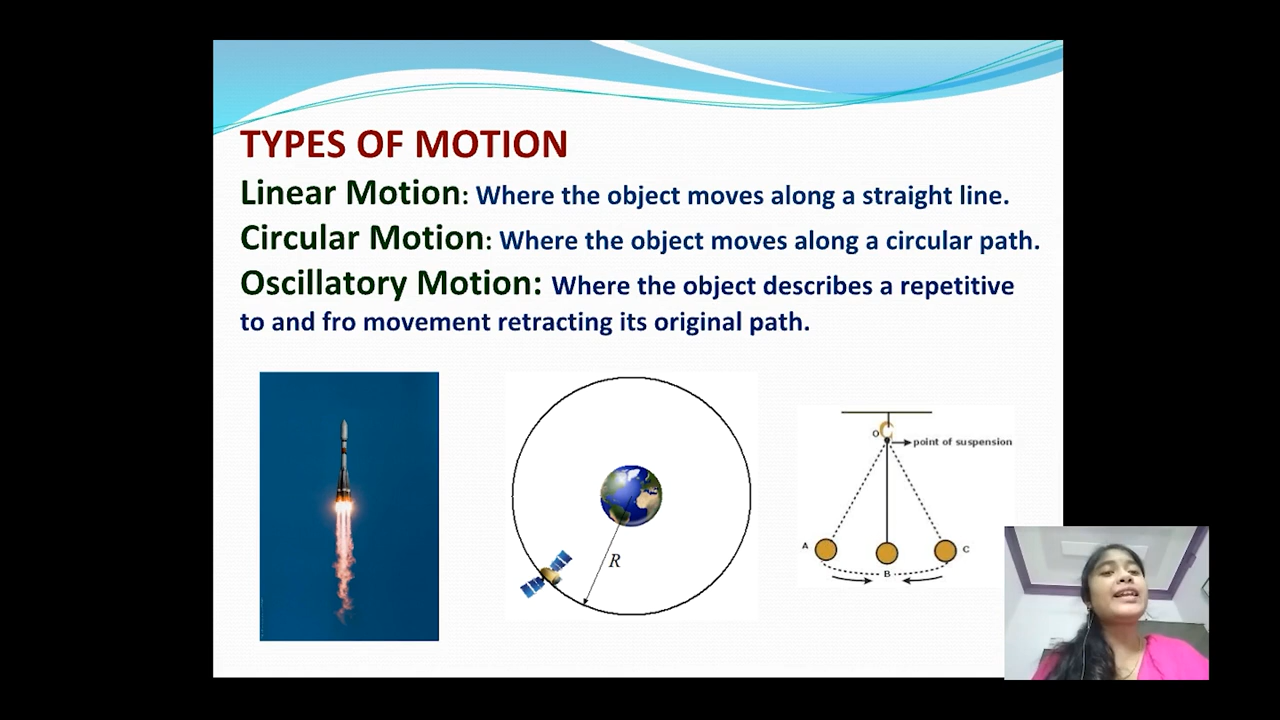 TYPES OF MOTION
Linear Motion: Where the object moves along a straight line.
Circular Motion: Where the object moves along a circular path.
Oscillatory Motion: Where the object describes a repetitive
to and fro movement retracting its original path.
R
O
point of suspension
A
C
B